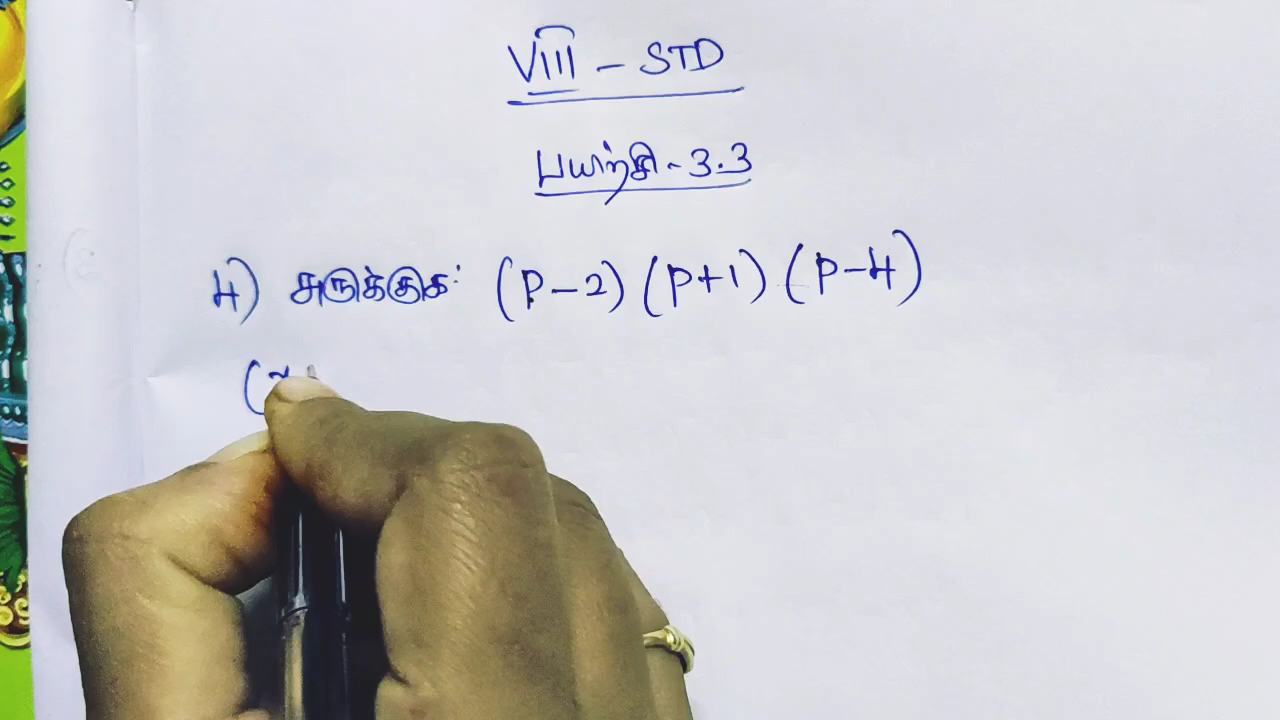 VIII - STD
பயிற்சி - 3.3
4) சுருக்குக: (P-2) (P+1) (P-4)
(x